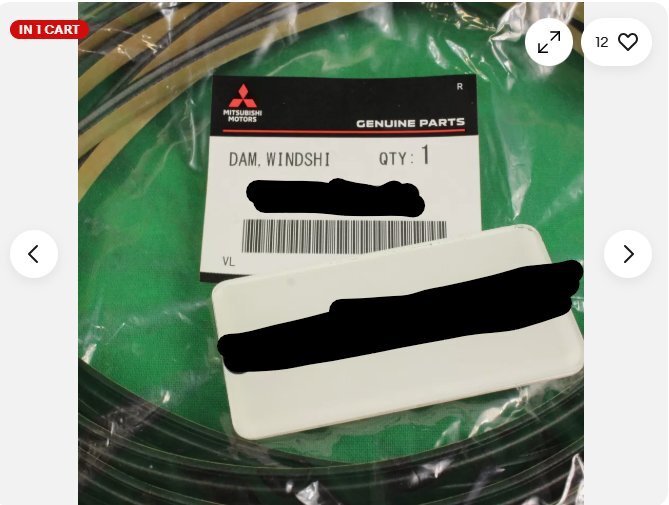 IN 1 CART
12
R
MITSUBISHI
MOTORS
GENUINE PARTS
DAM, WINDSHI QTY: 1
VL